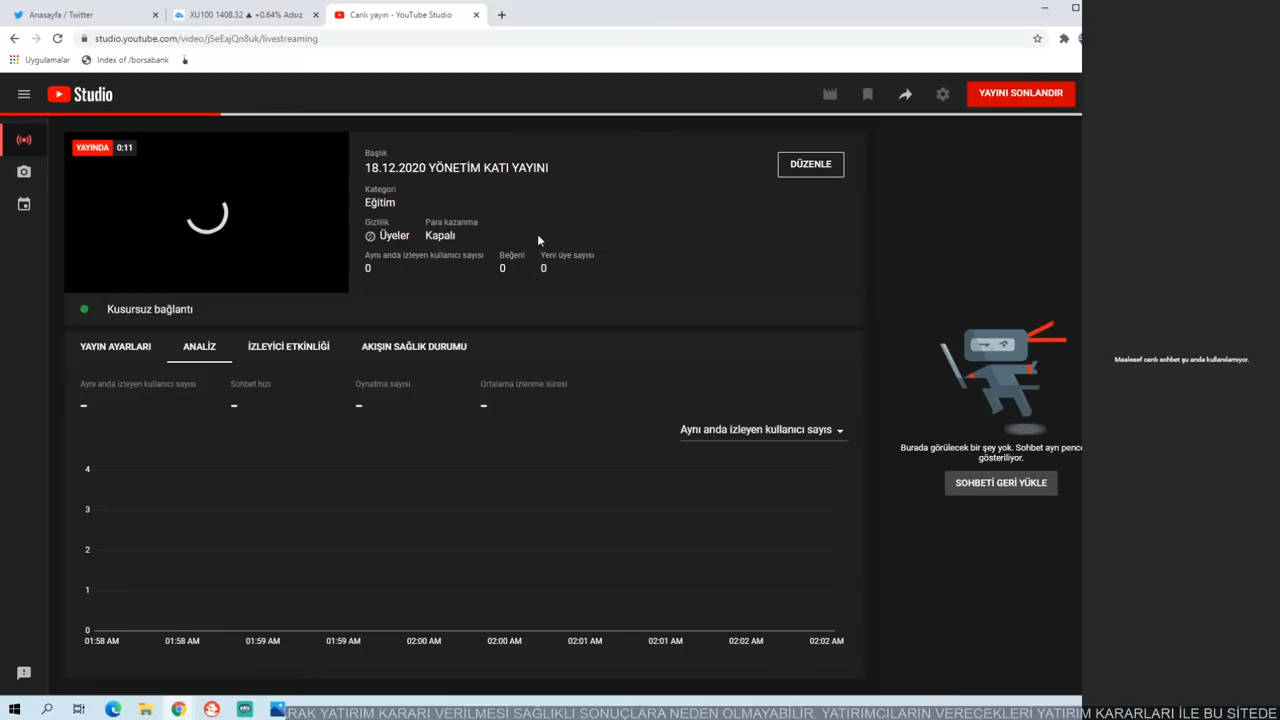 Anasayfa / Twitter
XU100 1408.32 ▲ +0.64% Adsız
Canlı yayın - YouTube Studio
studio.youtube.com/video/j5eEajQn8uk/livestreaming
Uygulamalar
Index of /borsabank
Studio
YAYINI SONLANDIR
YAYINDA 0:11
Başlık
18.12.2020 YÖNETİM KATI YAYINI
DÜZENLE
Kategori
Eğitim
Gizlilik Para kazanma
Üyeler Kapalı
Aynı anda izleyen kullanıcı sayısı Beğeni Yeni üye sayısı
0 0 0
Kusursuz bağlantı
YAYIN AYARLARI ANALİZ İZLEYİCİ ETKİNLİĞİ AKIŞIN SAĞLIK DURUMU
Aynı anda izleyen kullanıcı sayısı Sohbet hızı Oynatma sayısı Ortalama izlenme süresi
– – – –
Aynı anda izleyen kullanıcı sayıs
4
3
2
1
0
01:58 AM 01:58 AM 01:59 AM 01:59 AM 02:00 AM 02:00 AM 02:01 AM 02:01 AM 02:02 AM 02:02 AM
Burada görülecek bir şey yok. Sohbet ayrı penc
gösteriliyor.
SOHBETİ GERİ YÜKLE
Maalesef canlı sohbet şu anda kullanılamıyor.
ARAK YATIRIM KARARI VERİLMESİ SAĞLIKLI SONUÇLARA NEDEN OLMAYABİLİR. YATIRIMCILARIN VERECEKLERİ YATIRIM KARARLARI İLE BU SİTEDE